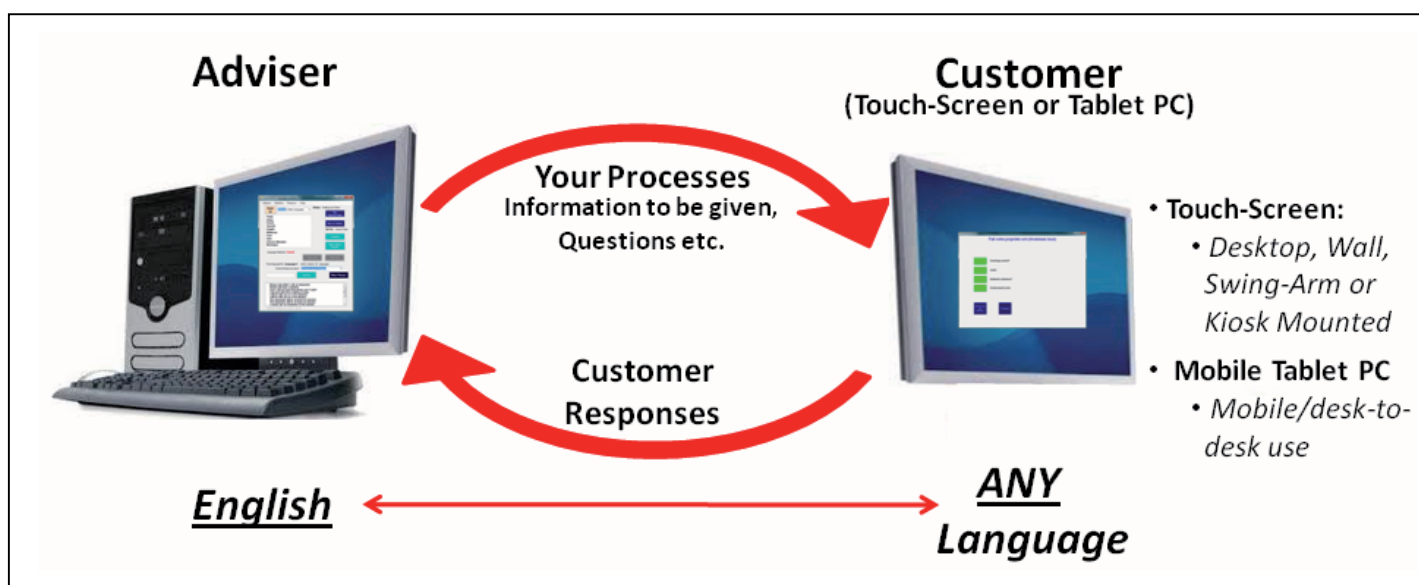 Adviser
Customer
(Touch-Screen or Tablet PC)
Your Processes
Information to be given,
Questions etc.
• Touch-Screen:
• Desktop, Wall,
Swing-Arm or
Kiosk Mounted
• Mobile Tablet PC
• Mobile/desk-to-
desk use
Customer
Responses
English
ANY
Language